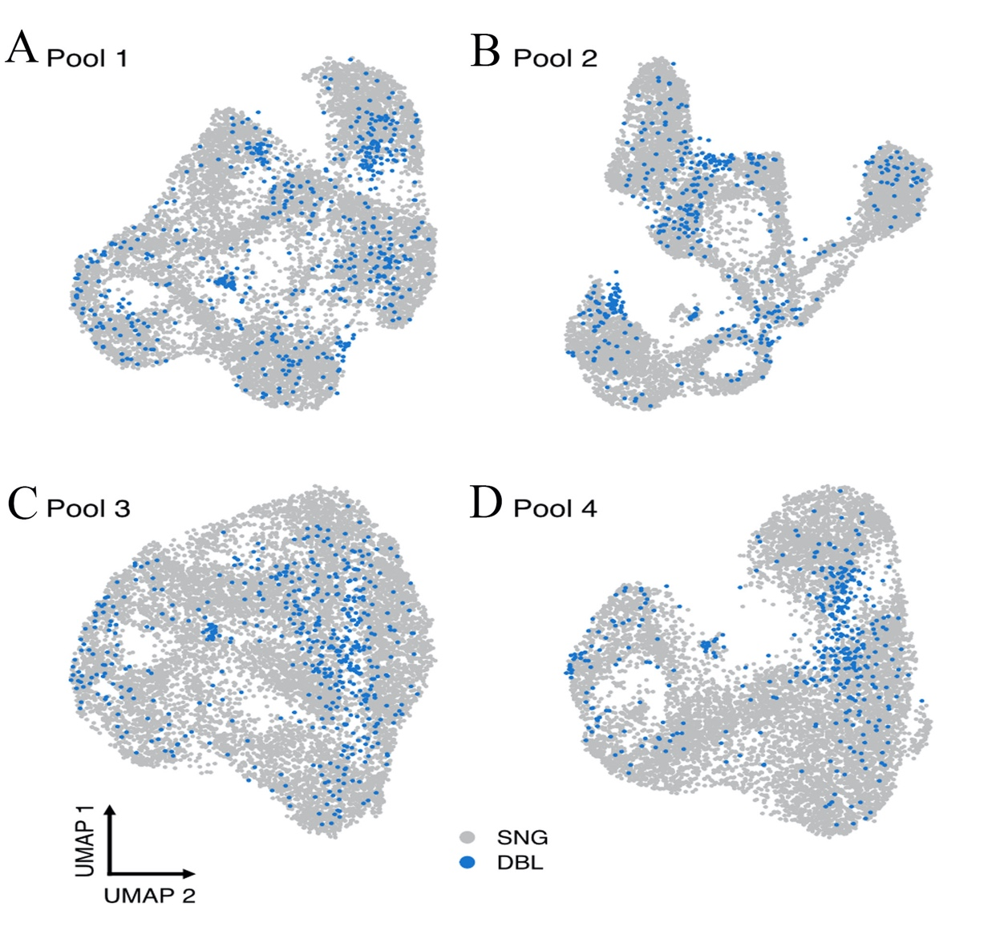 A Pool 1
B Pool 2
C Pool 3
D Pool 4
UMAP 1
UMAP 2
SNG
DBL